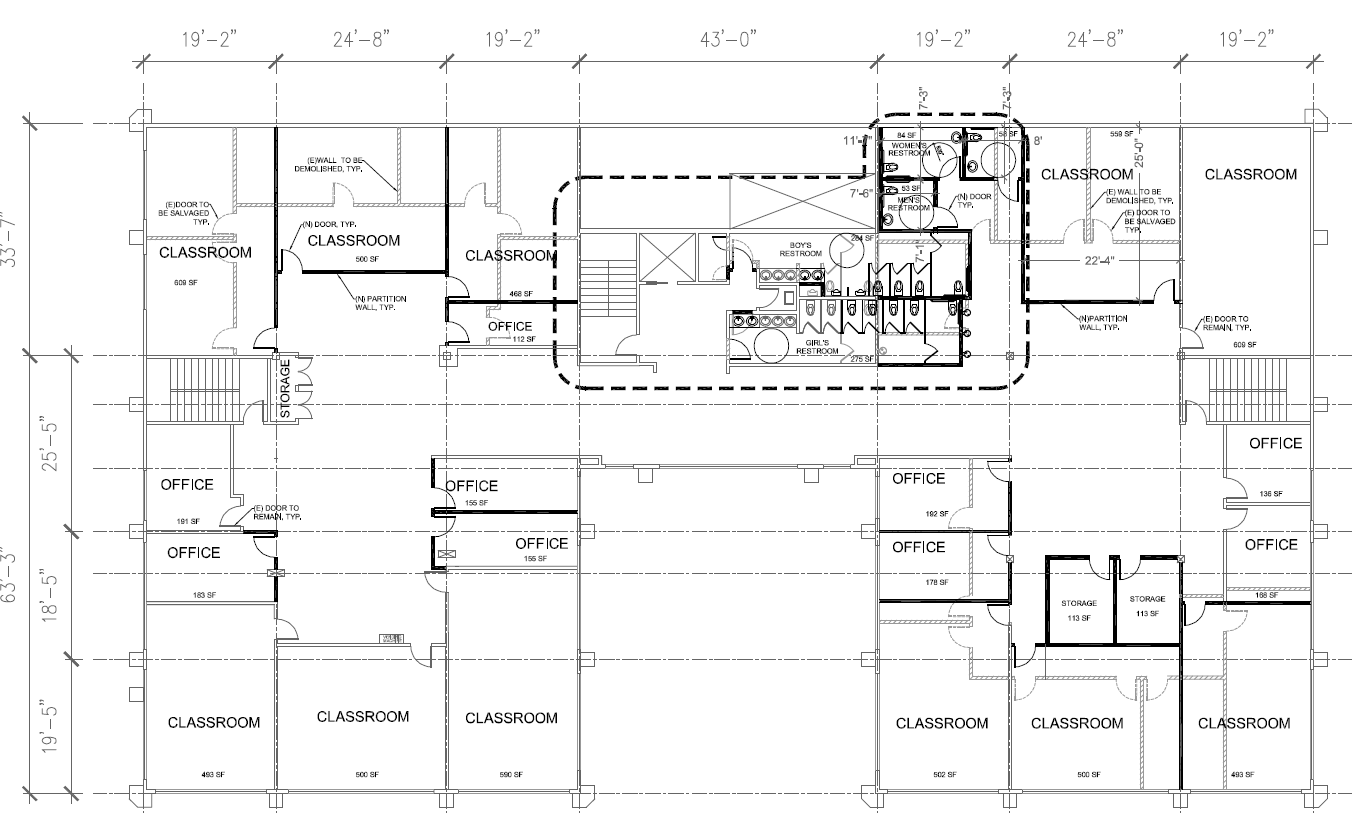 19'-2" 24'-8" 19'-2" 43'-0" 19'-2" 24'-8" 19'-2"
7'-3"
7'-3"
33'-7"
63'-3"
25'-5"
18'-5"
19'-5"
(E)WALL TO BE
DEMOLISHED, TYP.
(E)DOOR TO
BE SALVAGED
TYP.
(N) DOOR, TYP.
CLASSROOM
609 SF
CLASSROOM
500 SF
(N) PARTITION
WALL, TYP.
CLASSROOM
468 SF
OFFICE
112 SF
84 SF
WOMEN'S
RESTROOM
8'
7'-6"
53 SF
MEN'S
RESTROOM
(N) DOOR
TYP.
BOY'S
RESTROOM
284 SF
7'-1"
GIRL'S
RESTROOM
275 SF
559 SF
25'-0"
CLASSROOM
(E) WALL TO BE
DEMOLISHED, TYP.
(E) DOOR TO
BE SALVAGED
TYP.
22'-4"
(N)PARTITION
WALL, TYP.
CLASSROOM
(E) DOOR TO
REMAIN, TYP.
609 SF
STORAGE
OFFICE
191 SF
(E) DOOR TO
REMAIN, TYP.
OFFICE
183 SF
OFFICE
155 SF
OFFICE
155 SF
OFFICE
192 SF
OFFICE
178 SF
OFFICE
136 SF
OFFICE
168 SF
STORAGE
113 SF
STORAGE
113 SF
CLASSROOM
493 SF
CLASSROOM
500 SF
CLASSROOM
590 SF
CLASSROOM
502 SF
CLASSROOM
500 SF
CLASSROOM
493 SF